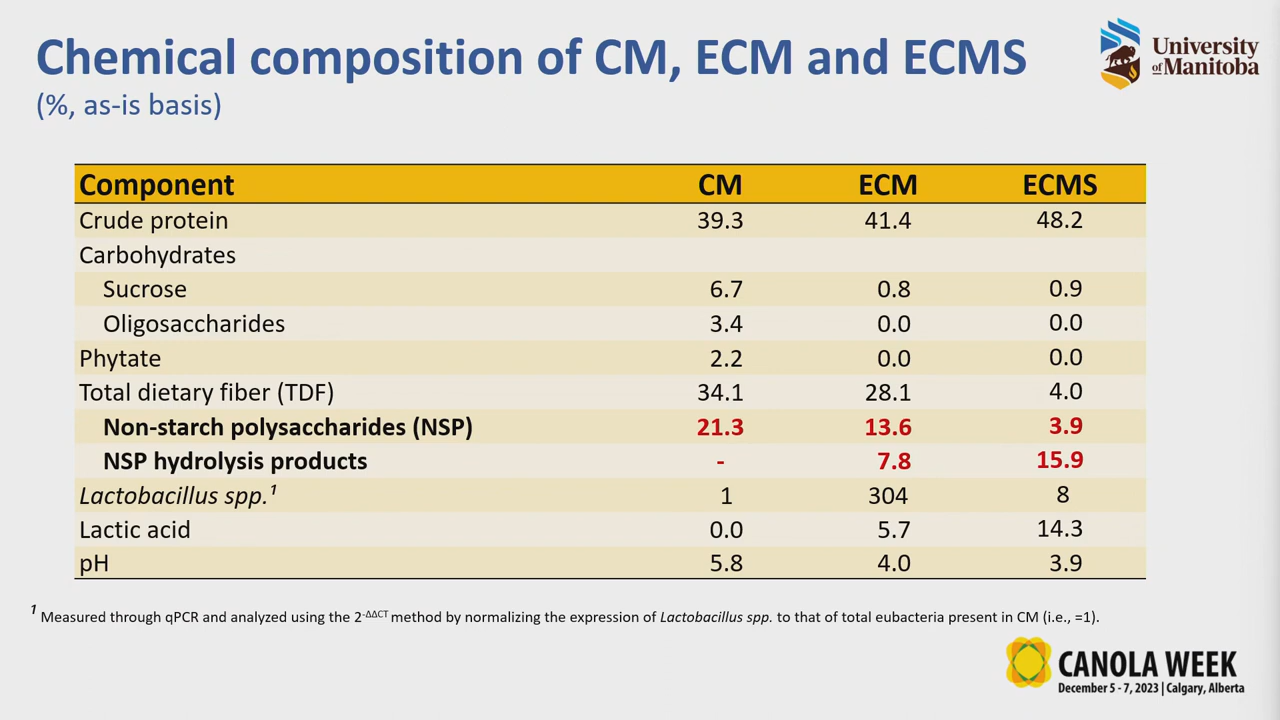 Chemical composition of CM, ECM and ECMS
(%, as-is basis)
University
of Manitoba
Component CM ECM ECMS
Crude protein 39.3 41.4 48.2
Carbohydrates
Sucrose 6.7 0.8 0.9
Oligosaccharides 3.4 0.0 0.0
Phytate 2.2 0.0 0.0
Total dietary fiber (TDF) 34.1 28.1 4.0
Non-starch polysaccharides (NSP) 21.3 13.6 3.9
NSP hydrolysis products - 7.8 15.9
Lactobacillus spp.¹ 1 304 8
Lactic acid 0.0 5.7 14.3
pH 5.8 4.0 3.9
¹ Measured through qPCR and analyzed using the 2^-ΔΔCT method by normalizing the expression of Lactobacillus spp. to that of total eubacteria present in CM (i.e., =1).
CANOLA WEEK
December 5 - 7, 2023 | Calgary, Alberta